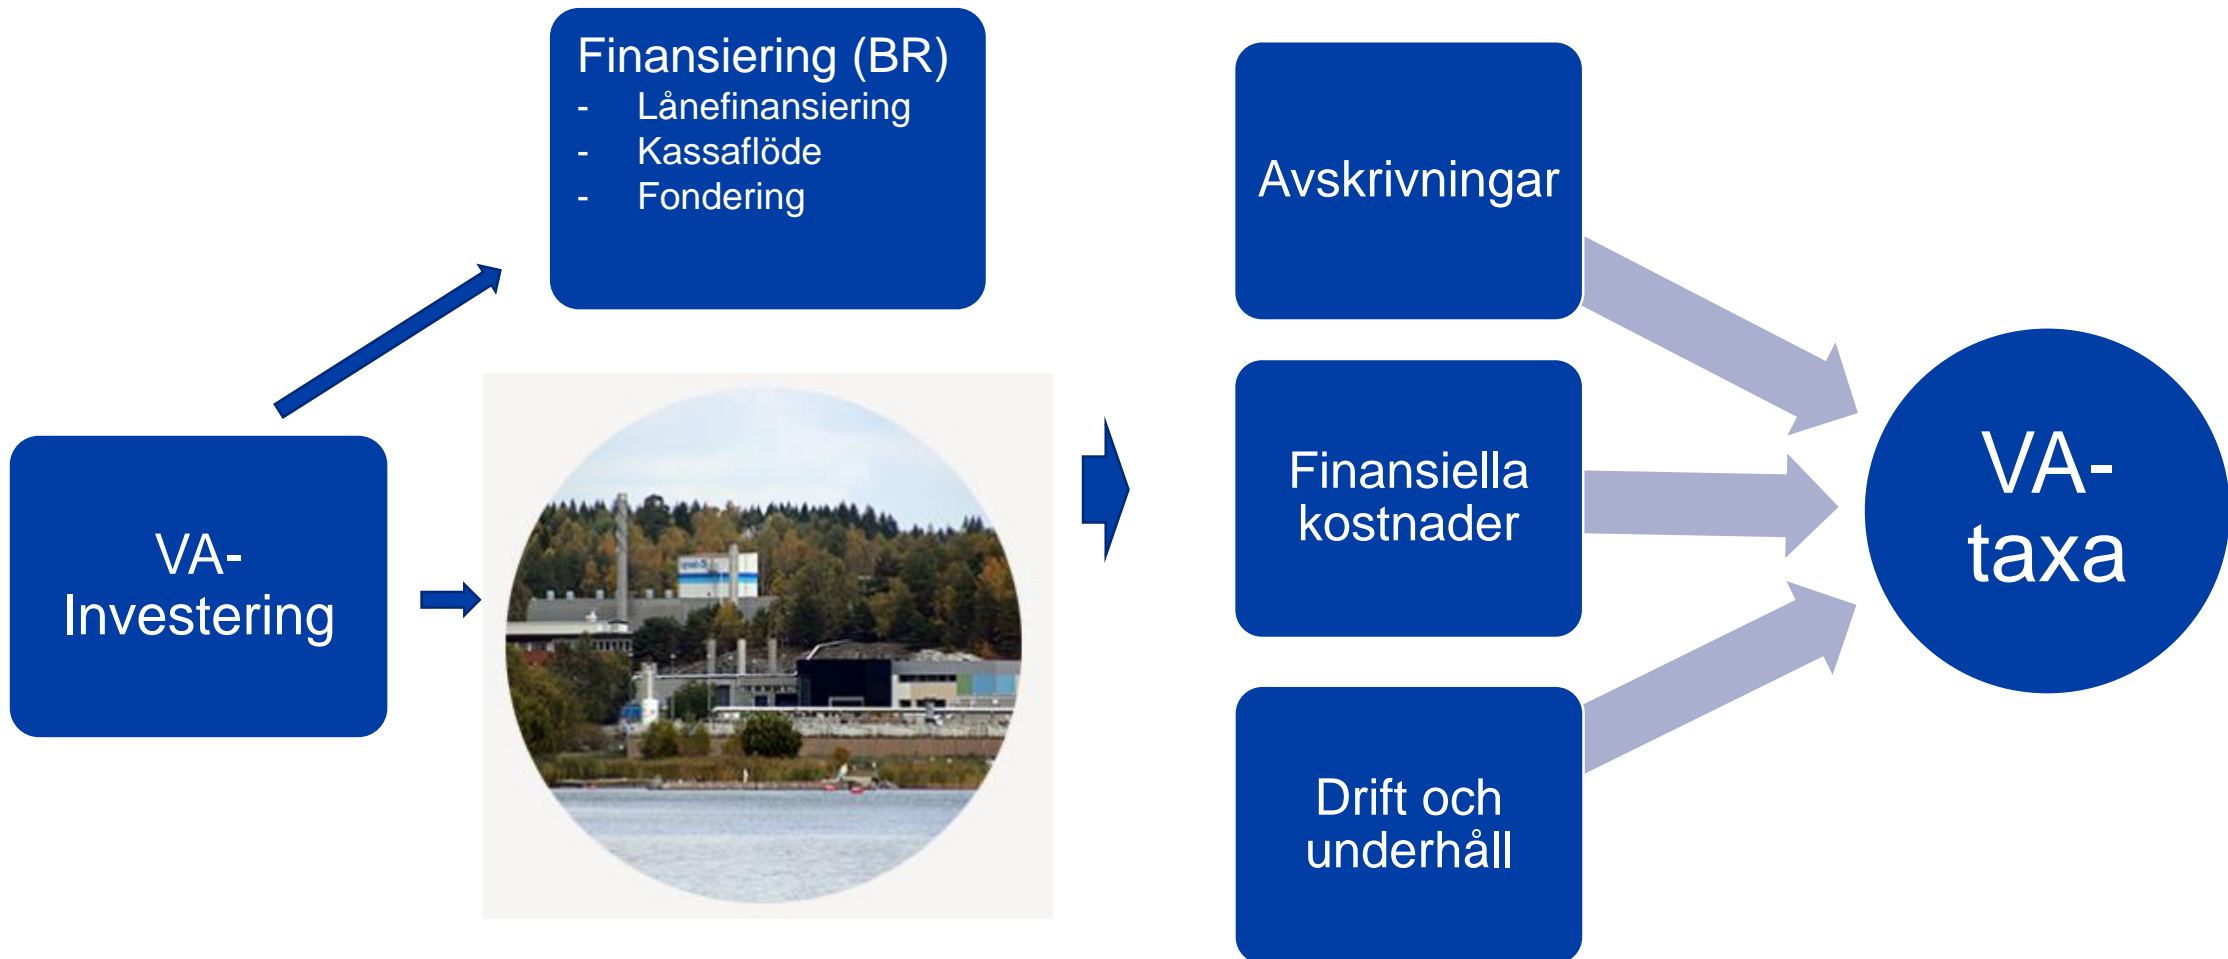 Finansiering (BR)
- Lånefinansiering
- Kassaflöde
- Fondering
VA-
Investering
Avskrivningar
Finansiella
kostnader
Drift och
underhåll
VA-
taxa